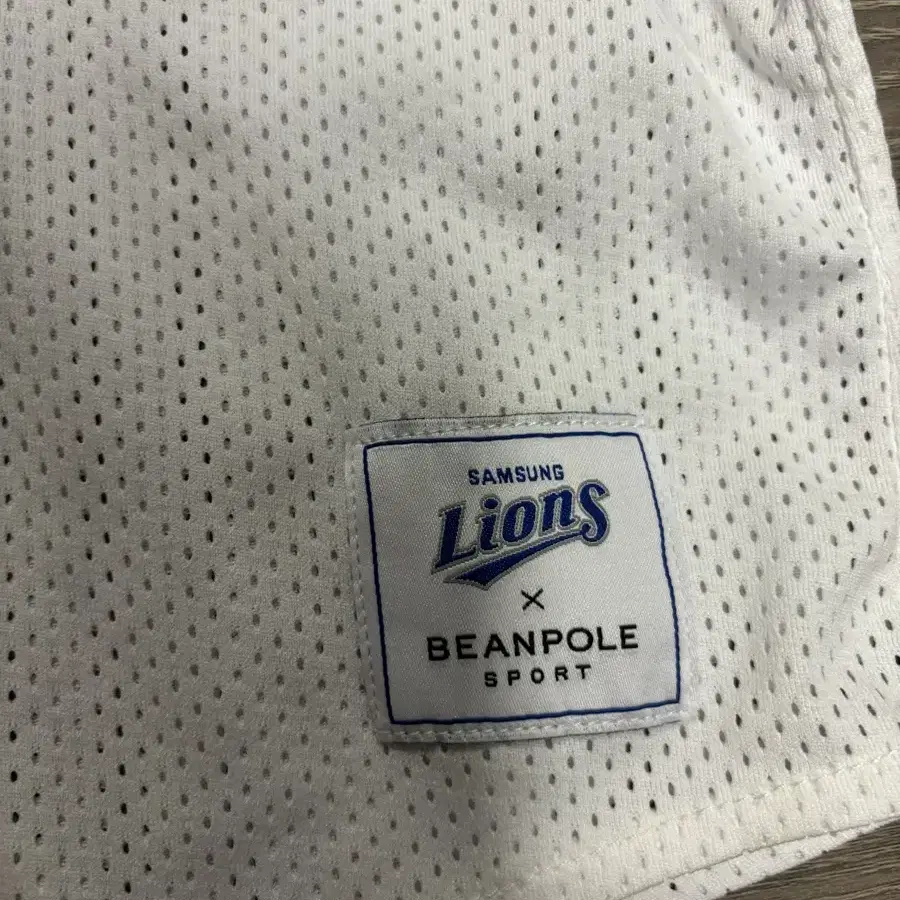 SAMSUNG
Lions
×
BEANPOLE
SPORT